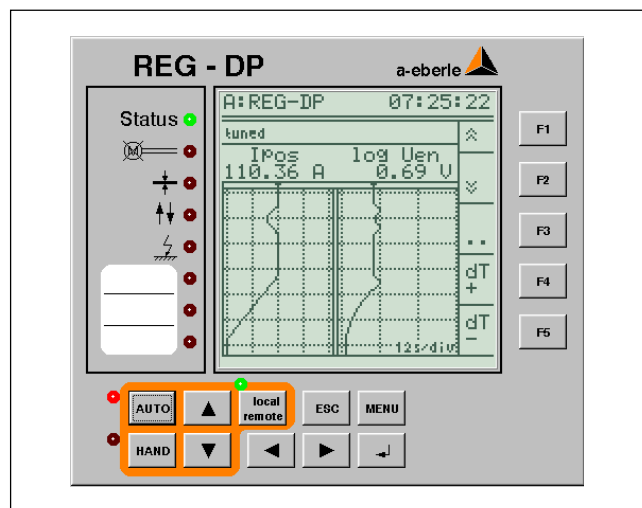 REG - DP
a-eberle
Status
A:REG-DP 07:25:22
tuned
Ipos log Uen
110.36 A 0.69 V
..
dT
+
dT
-
12s/div
F1
F2
F3
F4
F5
AUTO
local
remote
ESC
MENU
HAND